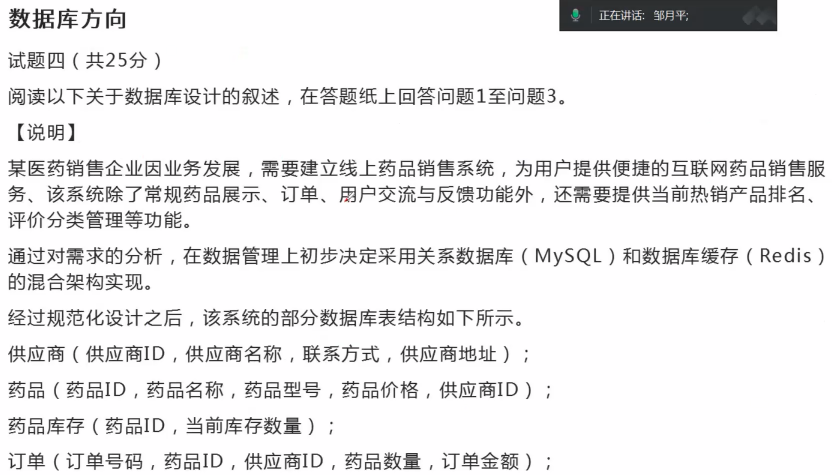 数据库方向
正在讲话: 邹月平;
试题四（共25分）
阅读以下关于数据库设计的叙述，在答题纸上回答问题1至问题3。
【说明】
某医药销售企业因业务发展，需要建立线上药品销售系统，为用户提供便捷的互联网药品销售服
务、该系统除了常规药品展示、订单、用户交流与反馈功能外，还需要提供当前热销产品排名、
评价分类管理等功能。
通过对需求的分析，在数据管理上初步决定采用关系数据库（MySQL）和数据库缓存（Redis）
的混合架构实现。
经过规范化设计之后，该系统的部分数据库表结构如下所示。
供应商（供应商ID，供应商名称，联系方式，供应商地址）；
药品（药品ID，药品名称，药品型号，药品价格，供应商ID）；
药品库存（药品ID，当前库存数量）；
订单（订单号码，药品ID，供应商ID，药品数量，订单金额）；